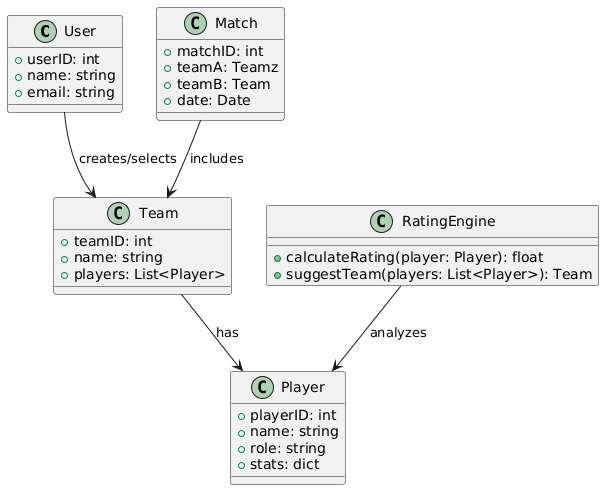 C User
+ userID: int
+ name: string
+ email: string
C Match
+ matchID: int
+ teamA: Teamz
+ teamB: Team
+ date: Date
creates/selects
includes
C Team
+ teamID: int
+ name: string
+ players: List<Player>
C RatingEngine
+ calculateRating(player: Player): float
+ suggestTeam(players: List<Player>): Team
has
analyzes
C Player
+ playerID: int
+ name: string
+ role: string
+ stats: dict